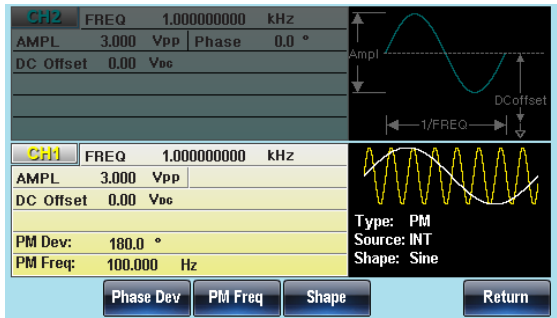 CH2 FREQ 1.000000000 kHz
AMPL 3.000 Vpp Phase 0.0 °
DC Offset 0.00 VDC
Ampl
DCoffset
1/FREQ
CH1 FREQ 1.000000000 kHz
AMPL 3.000 Vpp
DC Offset 0.00 VDC
PM Dev: 180.0 °
PM Freq: 100.000 Hz
Type: PM
Source: INT
Shape: Sine
Phase Dev PM Freq Shape Return